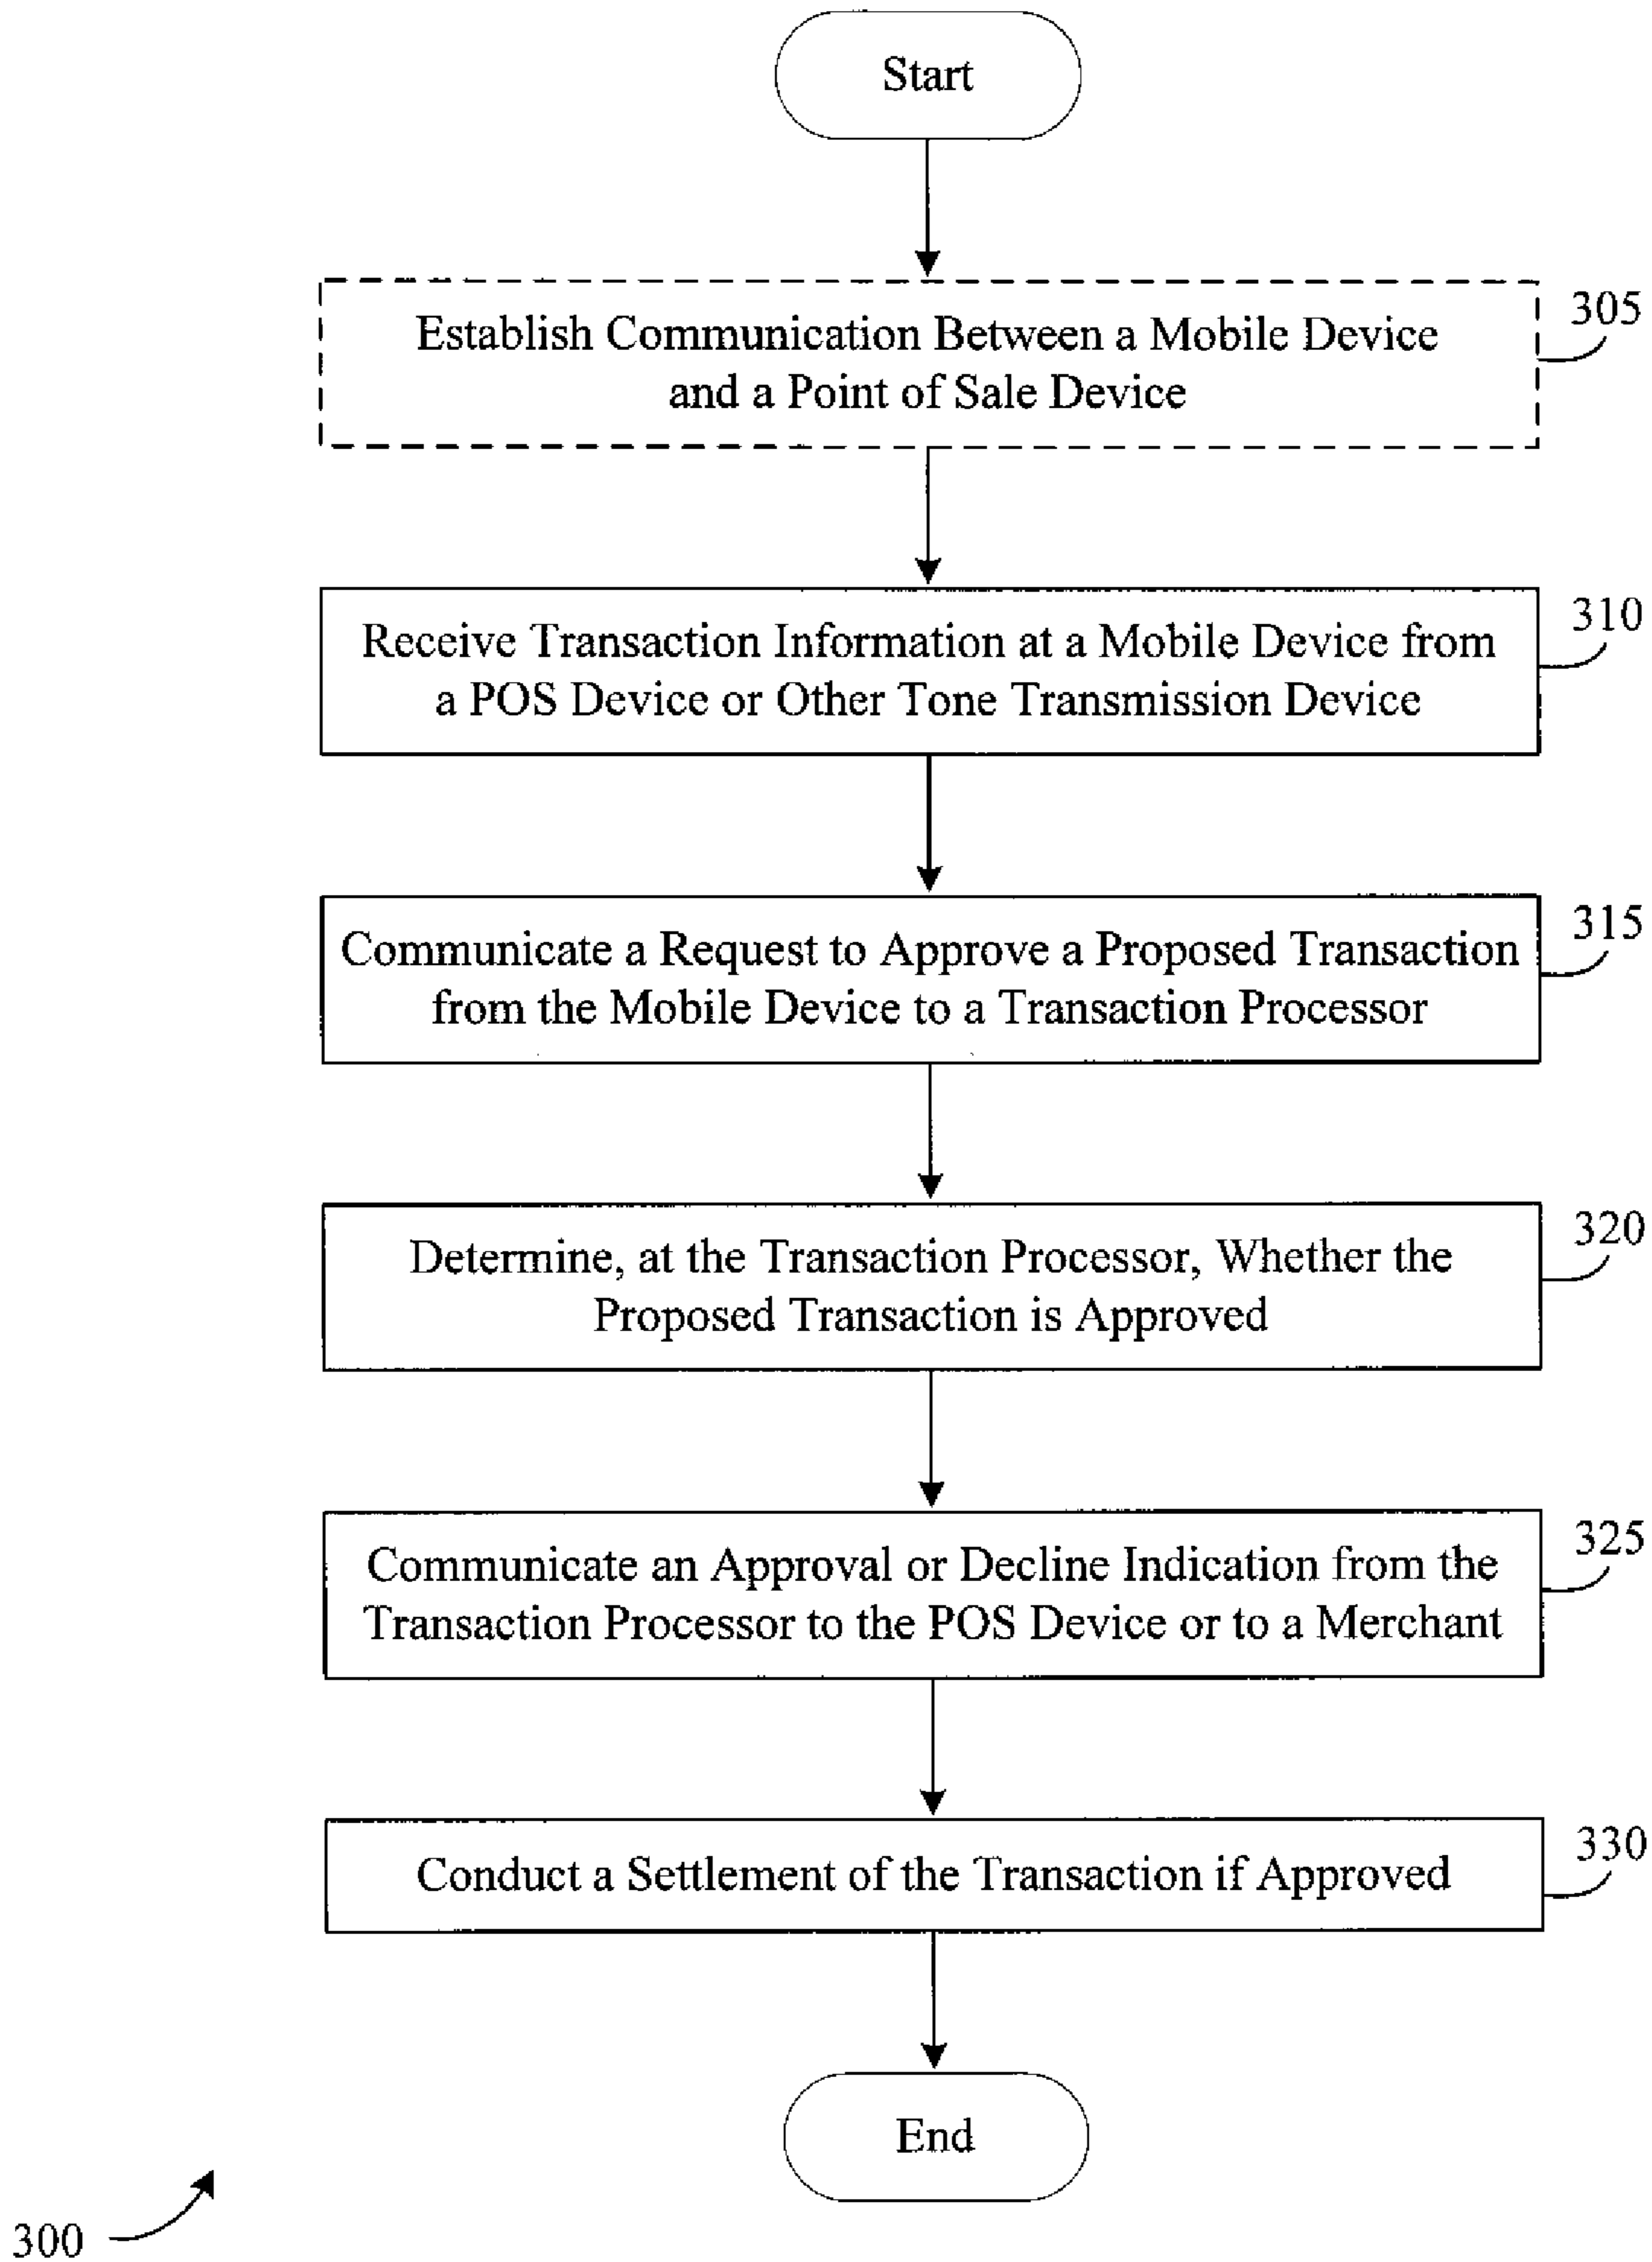 Start
Establish Communication Between a Mobile Device
and a Point of Sale Device
305
Receive Transaction Information at a Mobile Device from
a POS Device or Other Tone Transmission Device
310
Communicate a Request to Approve a Proposed Transaction
from the Mobile Device to a Transaction Processor
315
Determine, at the Transaction Processor, Whether the
Proposed Transaction is Approved
320
Communicate an Approval or Decline Indication from the
Transaction Processor to the POS Device or to a Merchant
325
Conduct a Settlement of the Transaction if Approved
330
End
300